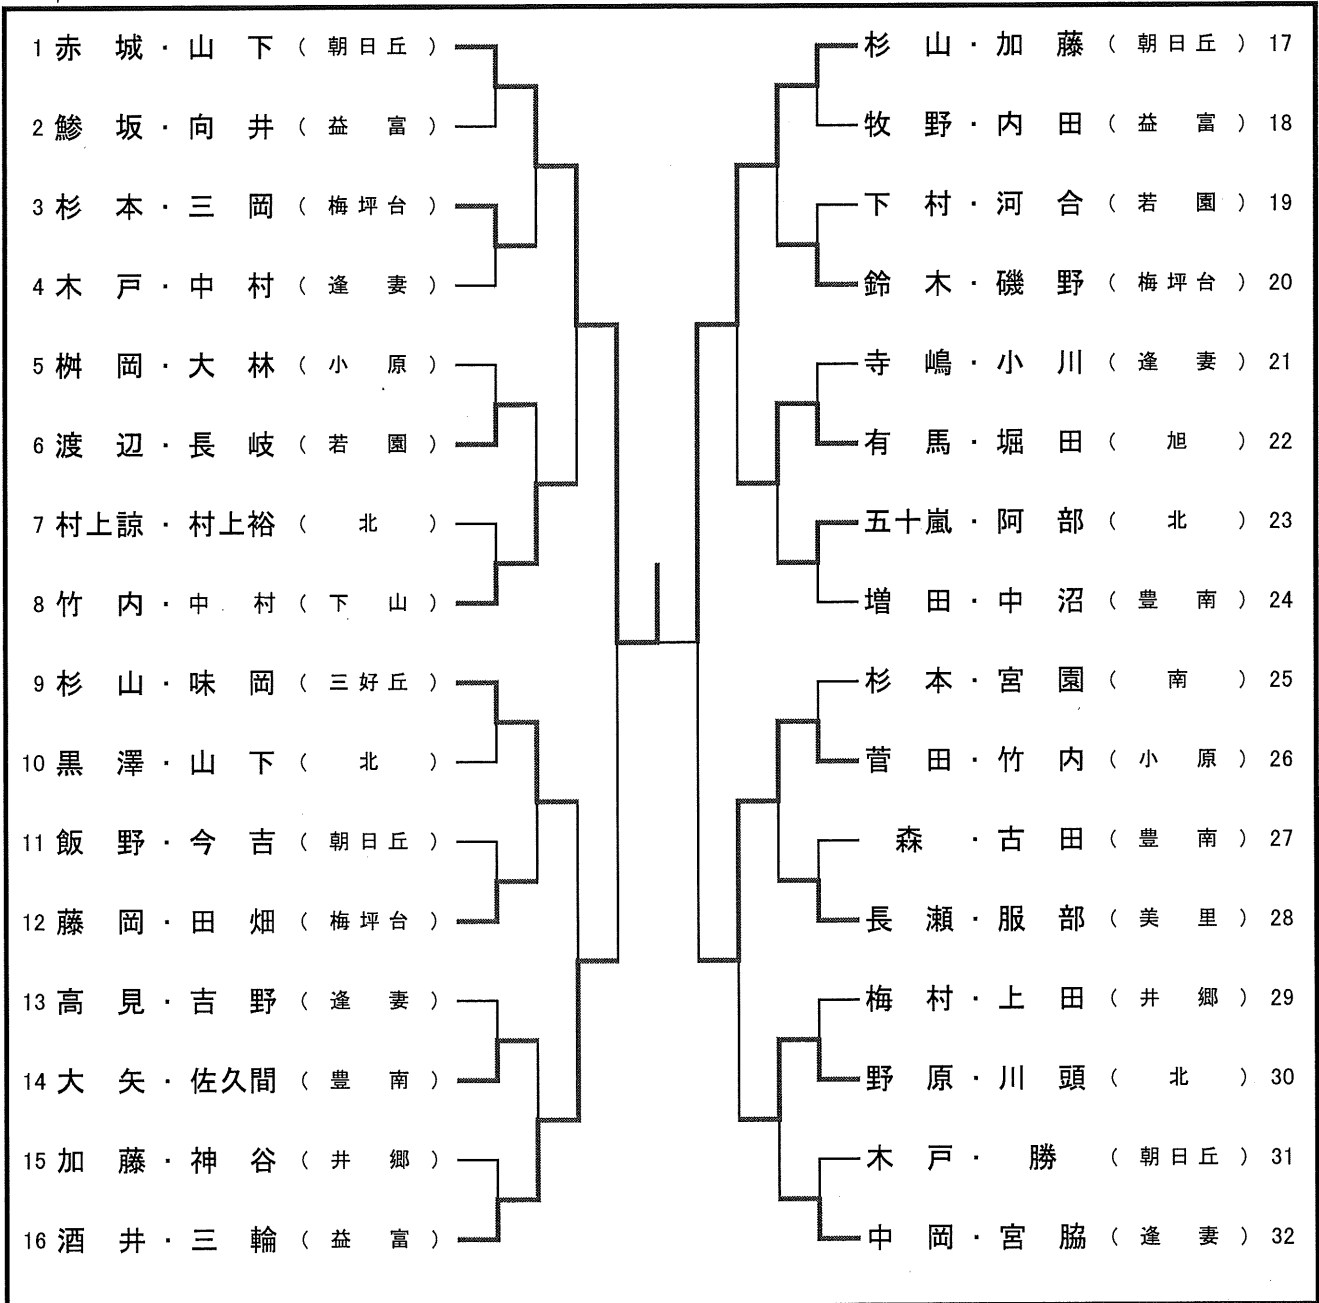 1 赤城・山下（朝日丘）
2 鯵坂・向井（益富）
3 杉本・三岡（梅坪台）
4 木戸・中村（逢妻）
5 桝岡・大林（小原）
6 渡辺・長岐（若園）
7 村上諒・村上裕（北）
8 竹内・中村（下山）
9 杉山・味岡（三好丘）
10 黒澤・山下（北）
11 飯野・今吉（朝日丘）
12 藤岡・田畑（梅坪台）
13 高見・吉野（逢妻）
14 大矢・佐久間（豊南）
15 加藤・神谷（井郷）
16 酒井・三輪（益富）
杉山・加藤（朝日丘）17
牧野・内田（益富）18
下村・河合（若園）19
鈴木・磯野（梅坪台）20
寺嶋・小川（逢妻）21
有馬・堀田（旭）22
五十嵐・阿部（北）23
増田・中沼（豊南）24
杉本・宮園（南）25
菅田・竹内（小原）26
森・古田（豊南）27
長瀬・服部（美里）28
梅村・上田（井郷）29
野原・川頭（北）30
木戸・勝（朝日丘）31
中岡・宮脇（逢妻）32